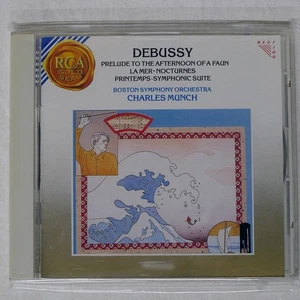 RCA
GOLD
SEAL
DEBUSSY
PRELUDE TO THE AFTERNOON OF A FAUN
LA MER·NOCTURNES
PRINTEMPS-SYMPHONIC SUITE
BOSTON SYMPHONY ORCHESTRA
CHARLES MUNCH